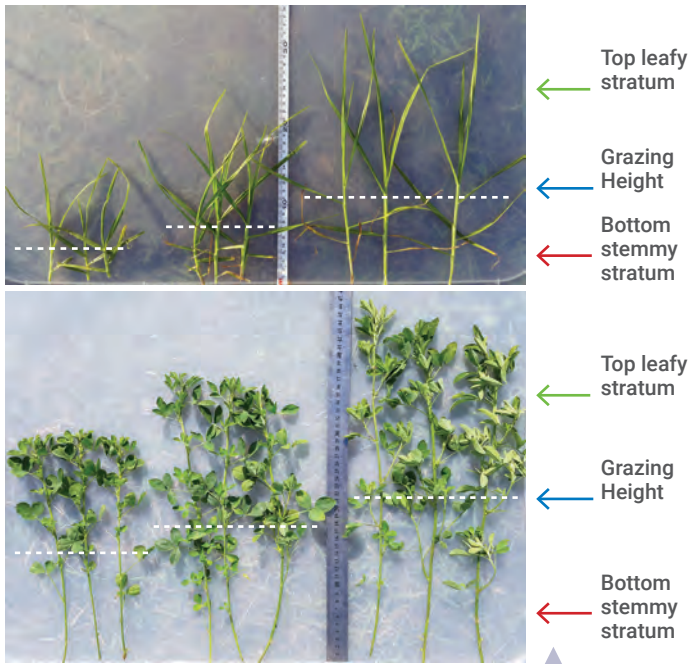 Top leafy
stratum
Grazing
Height
Bottom
stemmy
stratum
Top leafy
stratum
Grazing
Height
Bottom
stemmy
stratum